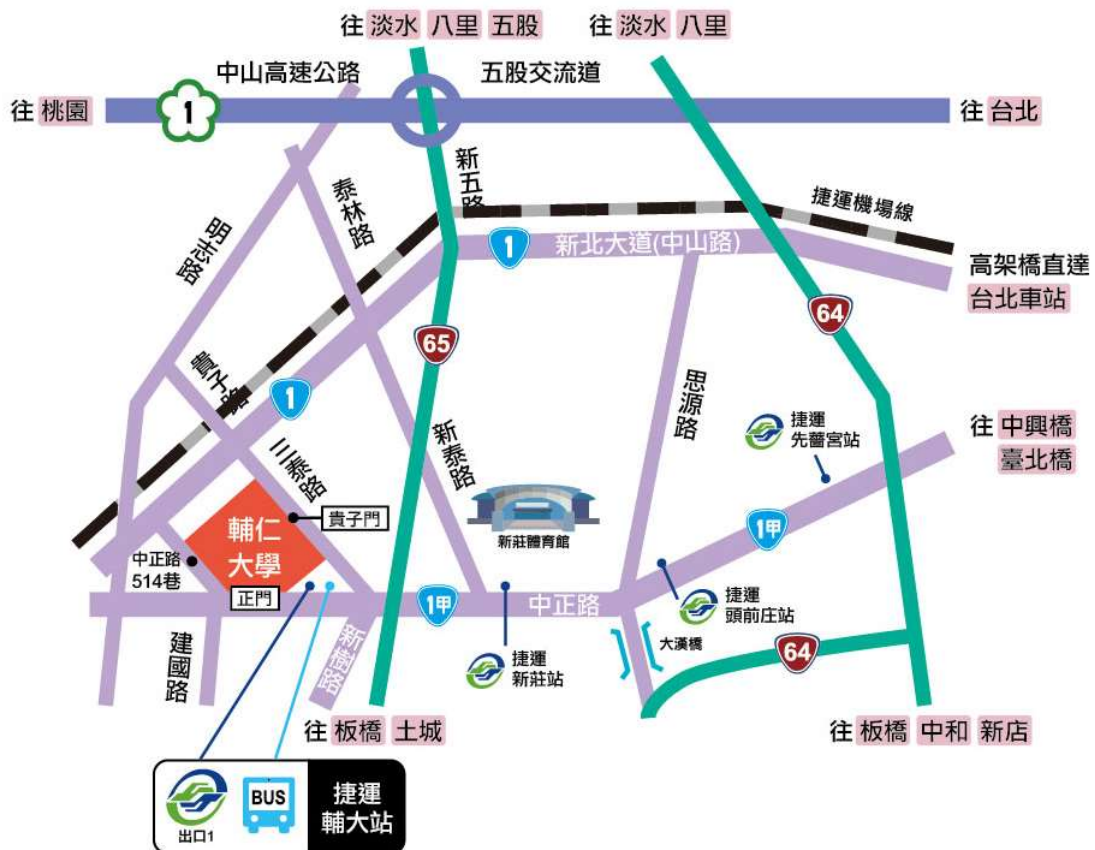 往 淡水 八里 五股
往 淡水 八里
中山高速公路
五股交流道
往 桃園
1
往 台北
新五路
泰林路
明志路
捷運機場線
1
新北大道(中山路)
高架橋直達
台北車站
64
65
貴子路
1
思源路
新泰路
捷運
先嗇宮站
往 中興橋
臺北橋
三泰路
輔仁
大學
貴子門
新莊體育館
1甲
中正路
514巷
正門
1甲
中正路
捷運
頭前庄站
建國路
新樹路
捷運
新莊站
大漢橋
64
往 板橋 土城
往 板橋 中和 新店
BUS
出口1
捷運
輔大站